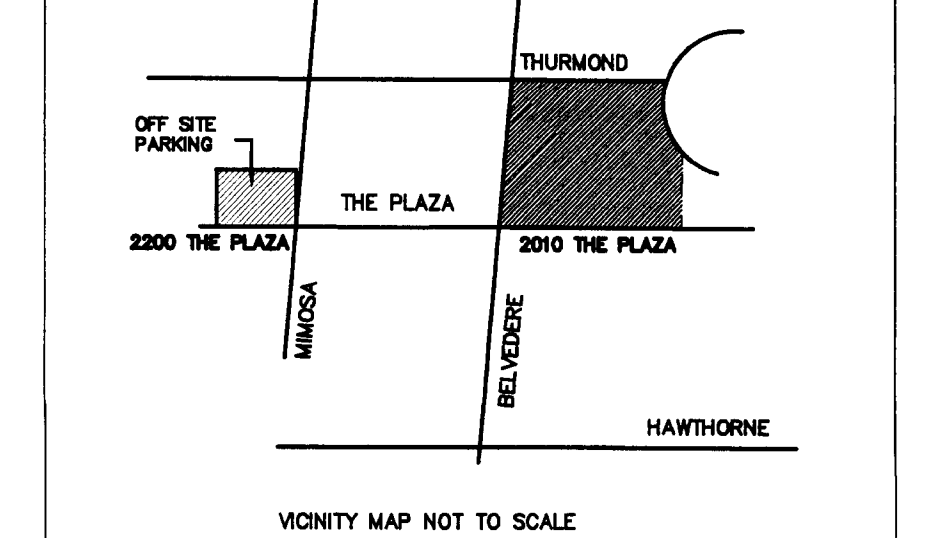 THURMOND
OFF SITE
PARKING
THE PLAZA
2200 THE PLAZA
2010 THE PLAZA
MIMOSA
BELVEDERE
HAWTHORNE
VICINITY MAP NOT TO SCALE